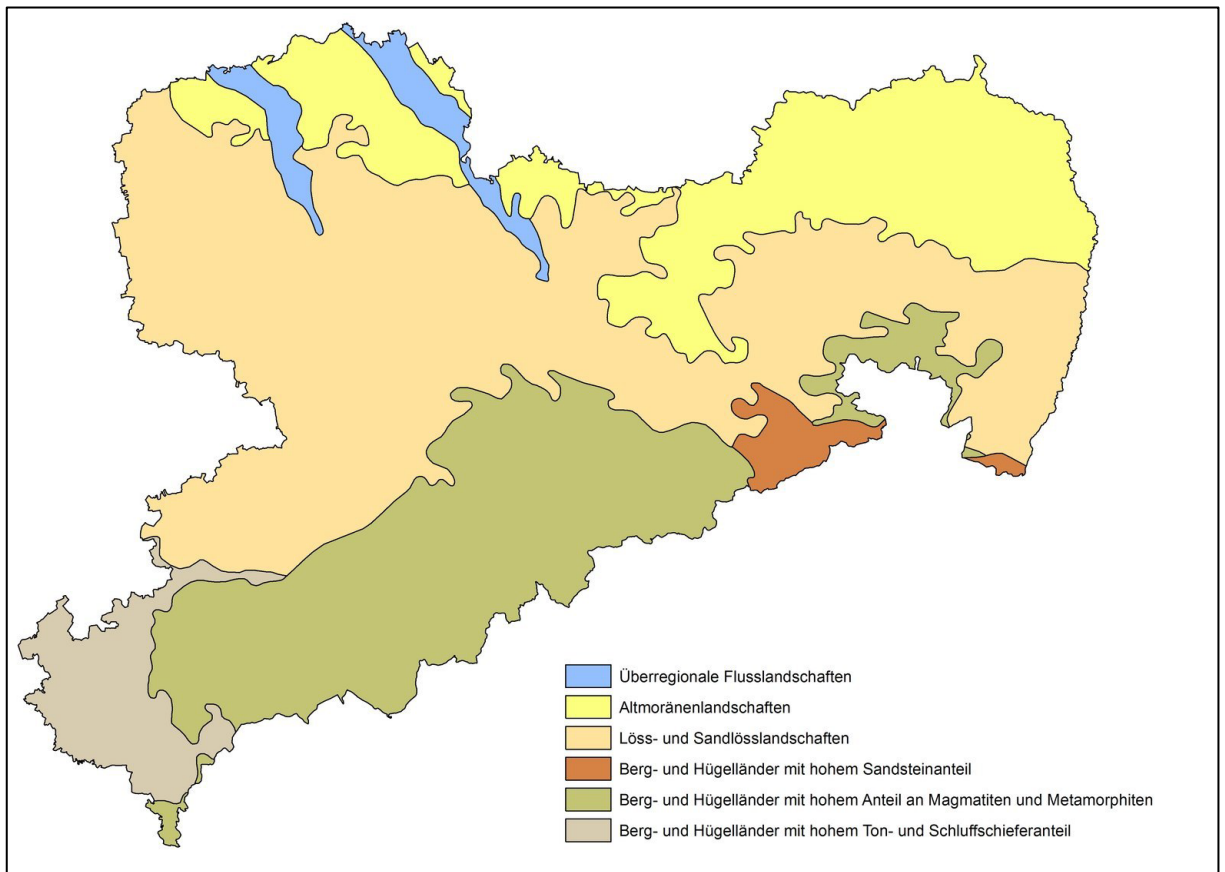 Überregionale Flusslandschaften
Altmoränenlandschaften
Löss- und Sandlösslandschaften
Berg- und Hügelländer mit hohem Sandsteinanteil
Berg- und Hügelländer mit hohem Anteil an Magmatiten und Metamorphiten
Berg- und Hügelländer mit hohem Ton- und Schluffschieferanteil